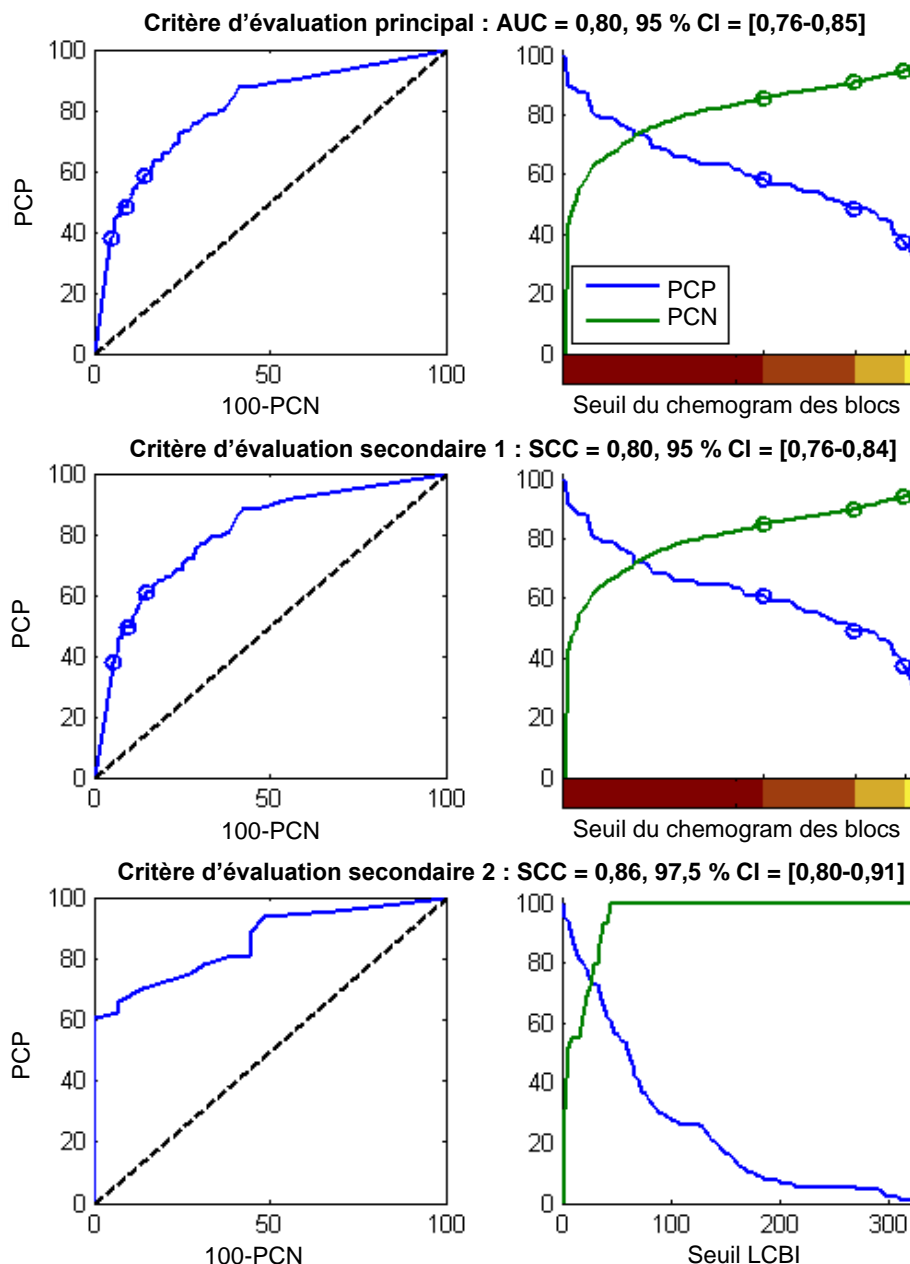 Critère d'évaluation principal : AUC = 0,80, 95 % CI = [0,76-0,85]
100
80
60
40
20
0
PCP
0 50 100
100-PCN
100
80
60
40
20
0
PCP
PCN
Seuil du chemogram des blocs
Critère d'évaluation secondaire 1 : SCC = 0,80, 95 % CI = [0,76-0,84]
100
80
60
40
20
0
PCP
0 50 100
100-PCN
100
80
60
40
20
0
Seuil du chemogram des blocs
Critère d'évaluation secondaire 2 : SCC = 0,86, 97,5 % CI = [0,80-0,91]
100
80
60
40
20
0
PCP
0 50 100
100-PCN
100
80
60
40
20
0
0 100 200 300
Seuil LCBI